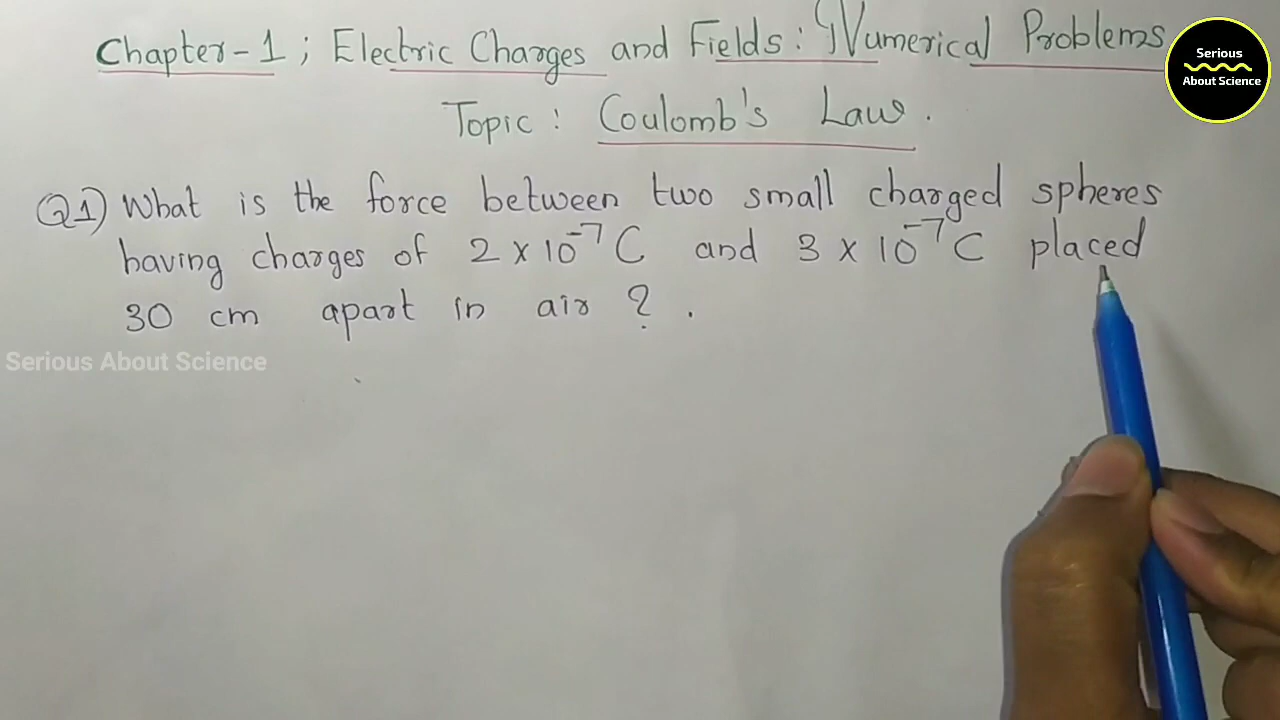 Chapter-1 ; Electric Charges and Fields : Numerical Problems
Topic : Coulomb's Law .
Q1) What is the force between two small charged spheres
having charges of 2 × 10⁻⁷ C and 3 × 10⁻⁷ C placed
30 cm apart in air ? .
Serious About Science
Serious
About Science